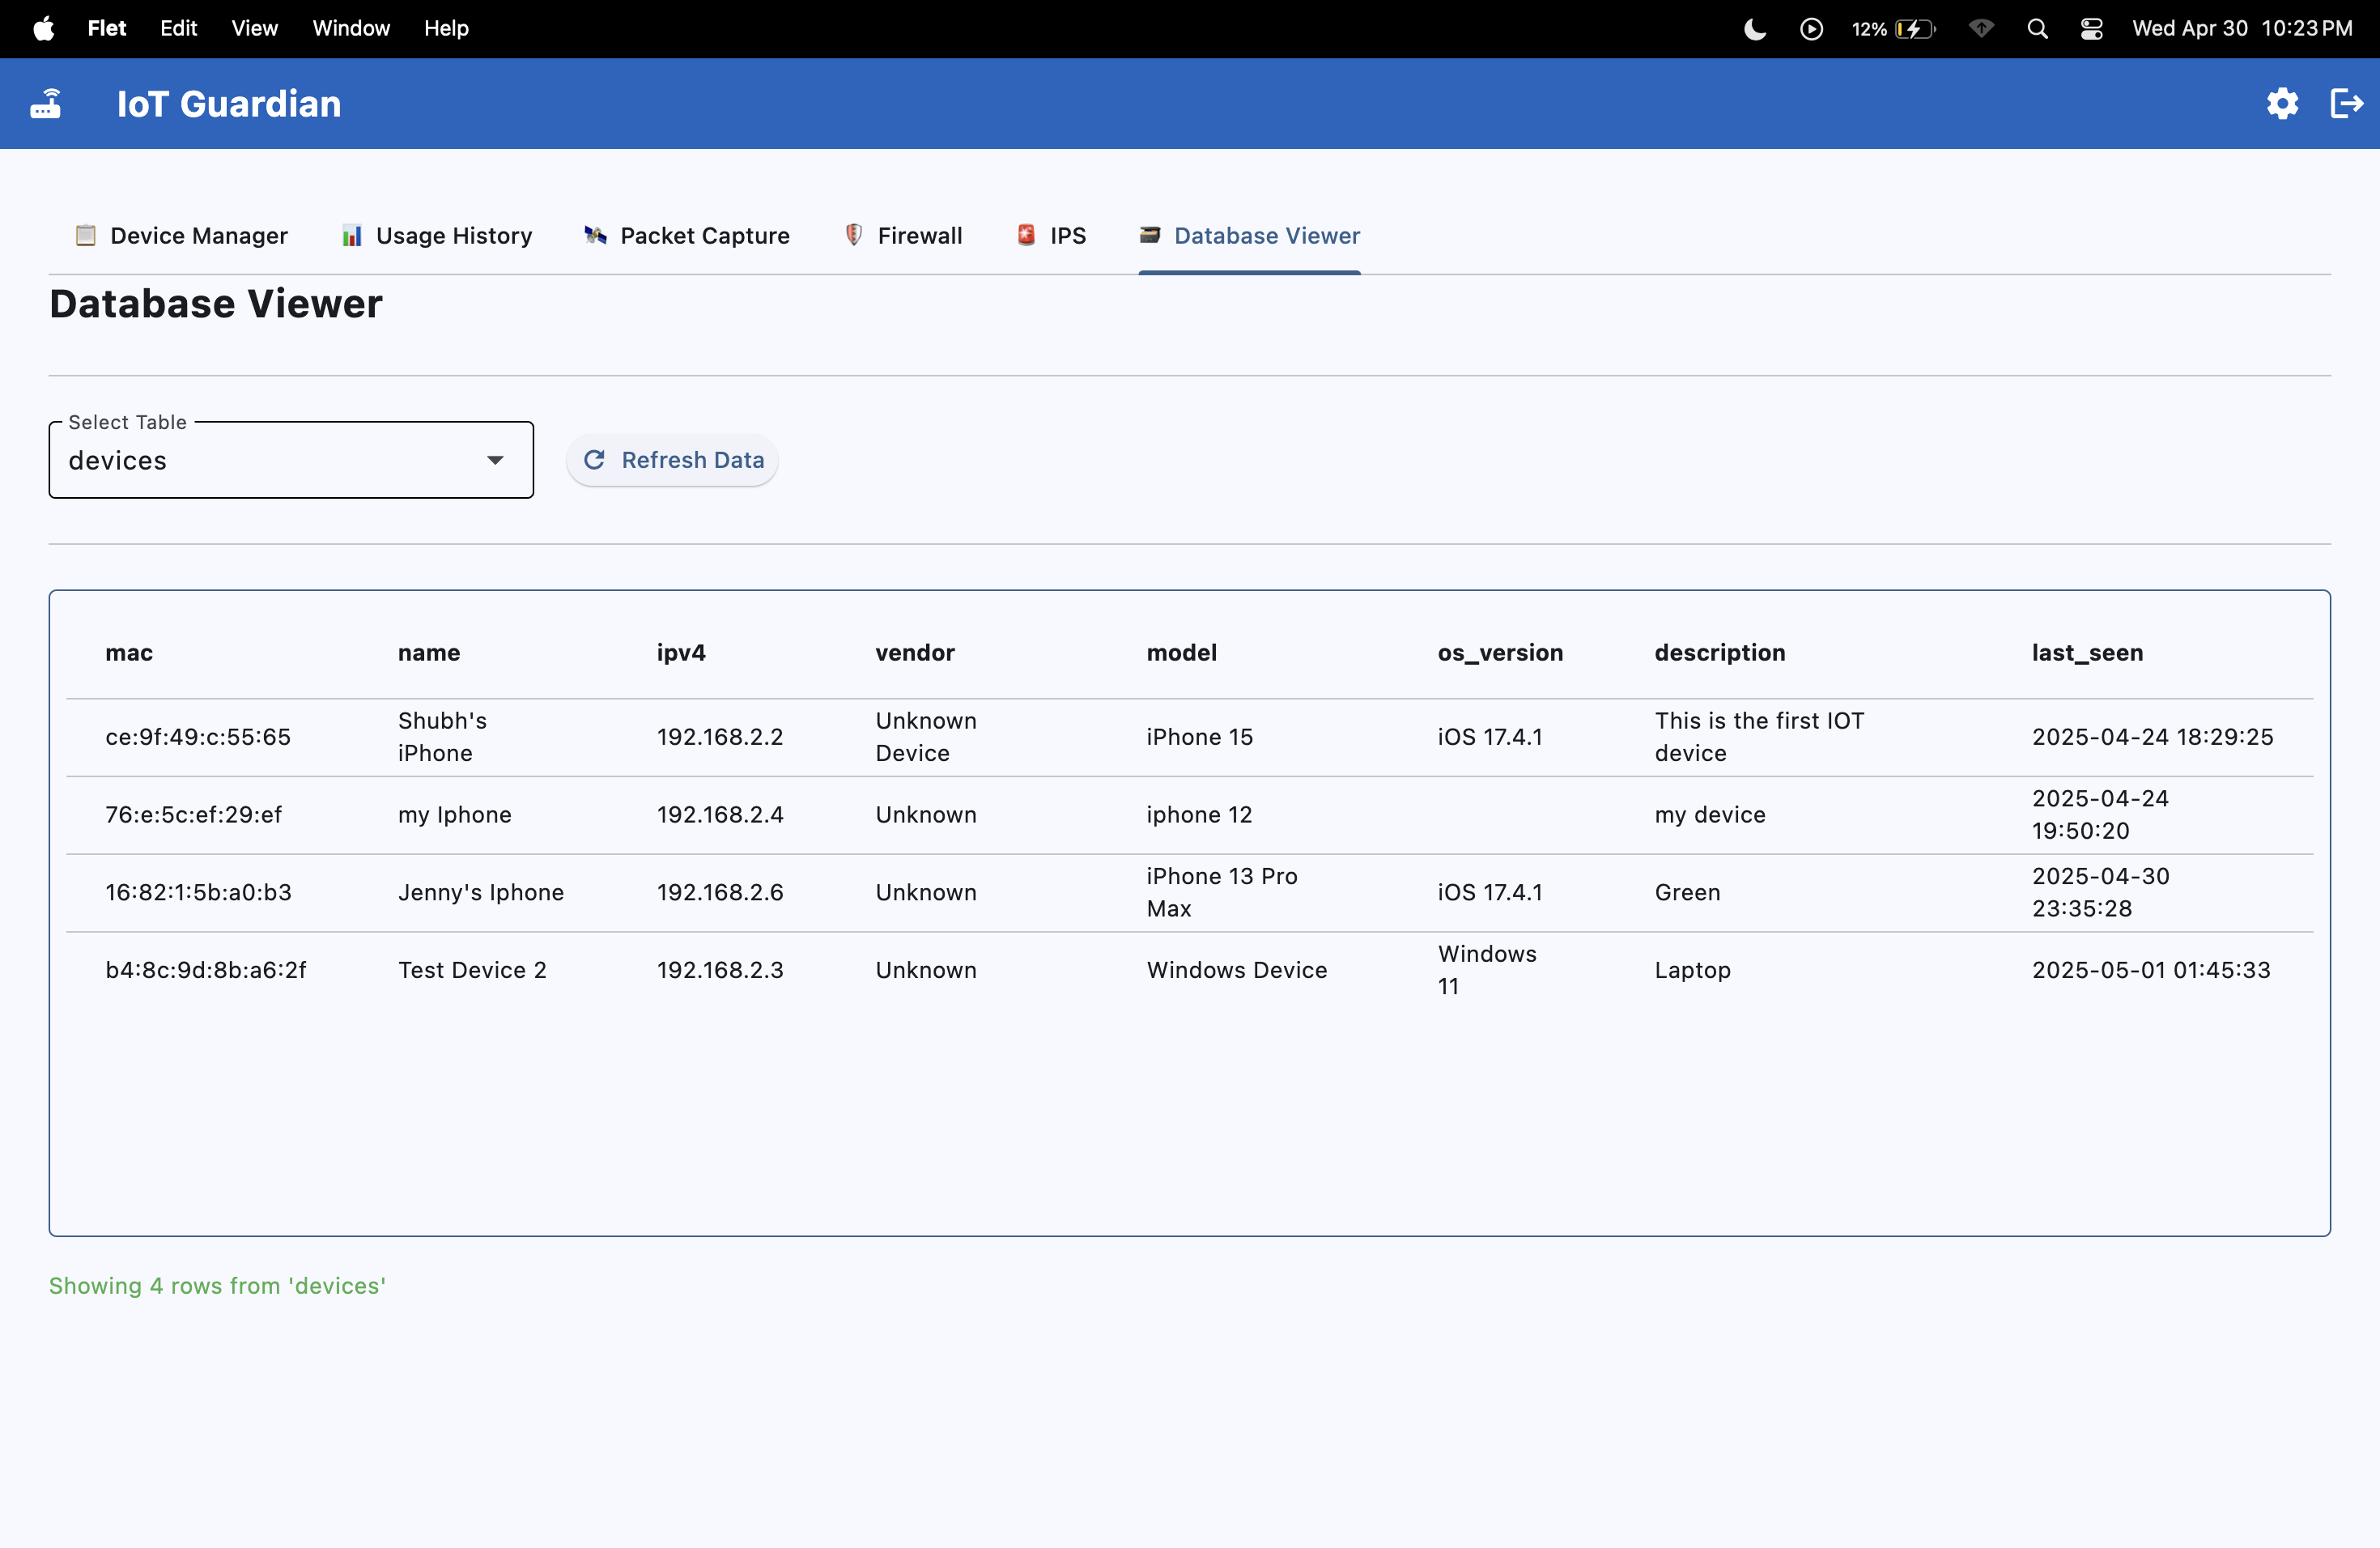 Flet Edit View Window Help 12% Wed Apr 30 10:23 PM
IoT Guardian
Device Manager Usage History Packet Capture Firewall IPS Database Viewer
Database Viewer
Select Table
devices
Refresh Data
mac name ipv4 vendor model os_version description last_seen
ce:9f:49:c:55:65 Shubh's iPhone 192.168.2.2 Unknown Device iPhone 15 iOS 17.4.1 This is the first IOT device 2025-04-24 18:29:25
76:e:5c:ef:29:ef my Iphone 192.168.2.4 Unknown iphone 12 my device 2025-04-24 19:50:20
16:82:1:5b:a0:b3 Jenny's Iphone 192.168.2.6 Unknown iPhone 13 Pro Max iOS 17.4.1 Green 2025-04-30 23:35:28
b4:8c:9d:8b:a6:2f Test Device 2 192.168.2.3 Unknown Windows Device Windows 11 Laptop 2025-05-01 01:45:33
Showing 4 rows from 'devices'